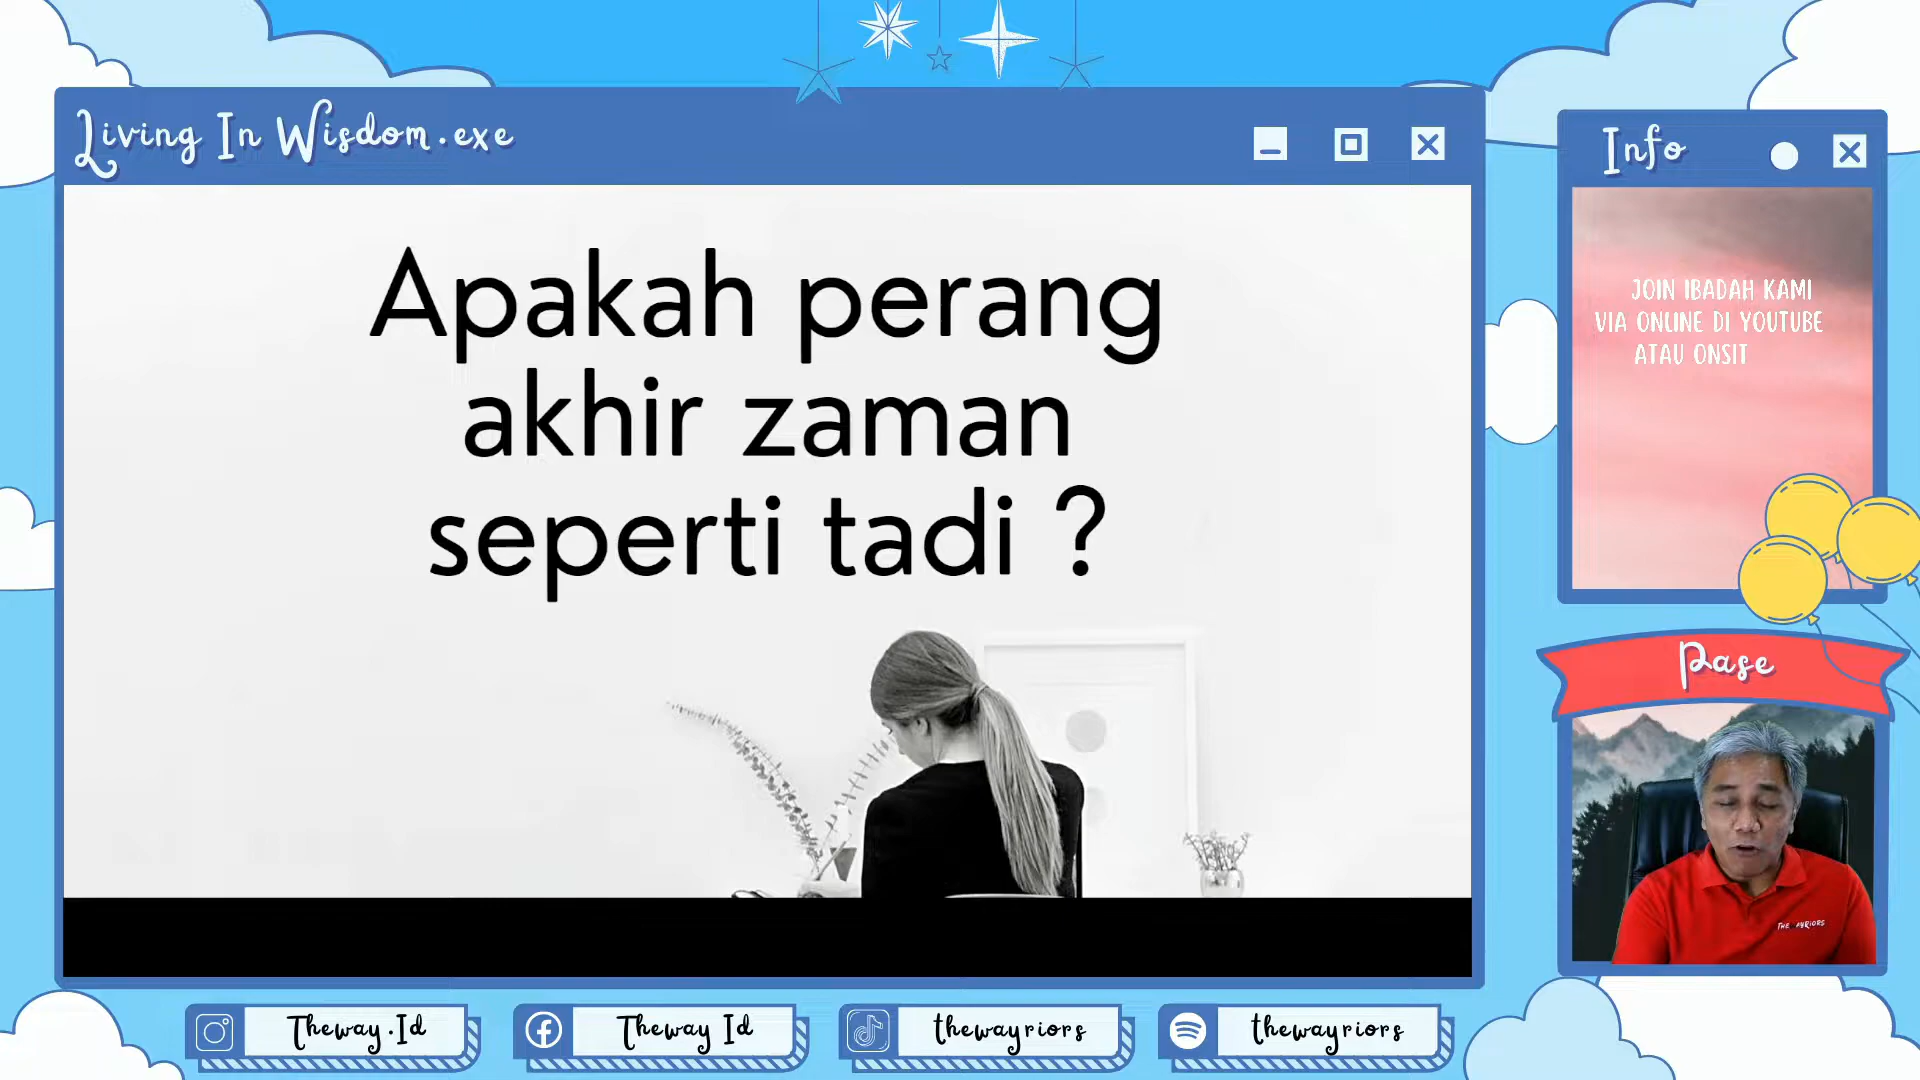 Living In Wisdom.exe
Info
Apakah perang
akhir zaman
seperti tadi ?
JOIN IBADAH KAMI
VIA ONLINE DI YOUTUBE
ATAU ONSIT
Pase
THEWAYRIORS
Theway.Id
Theway Id
thewayriors
thewayriors